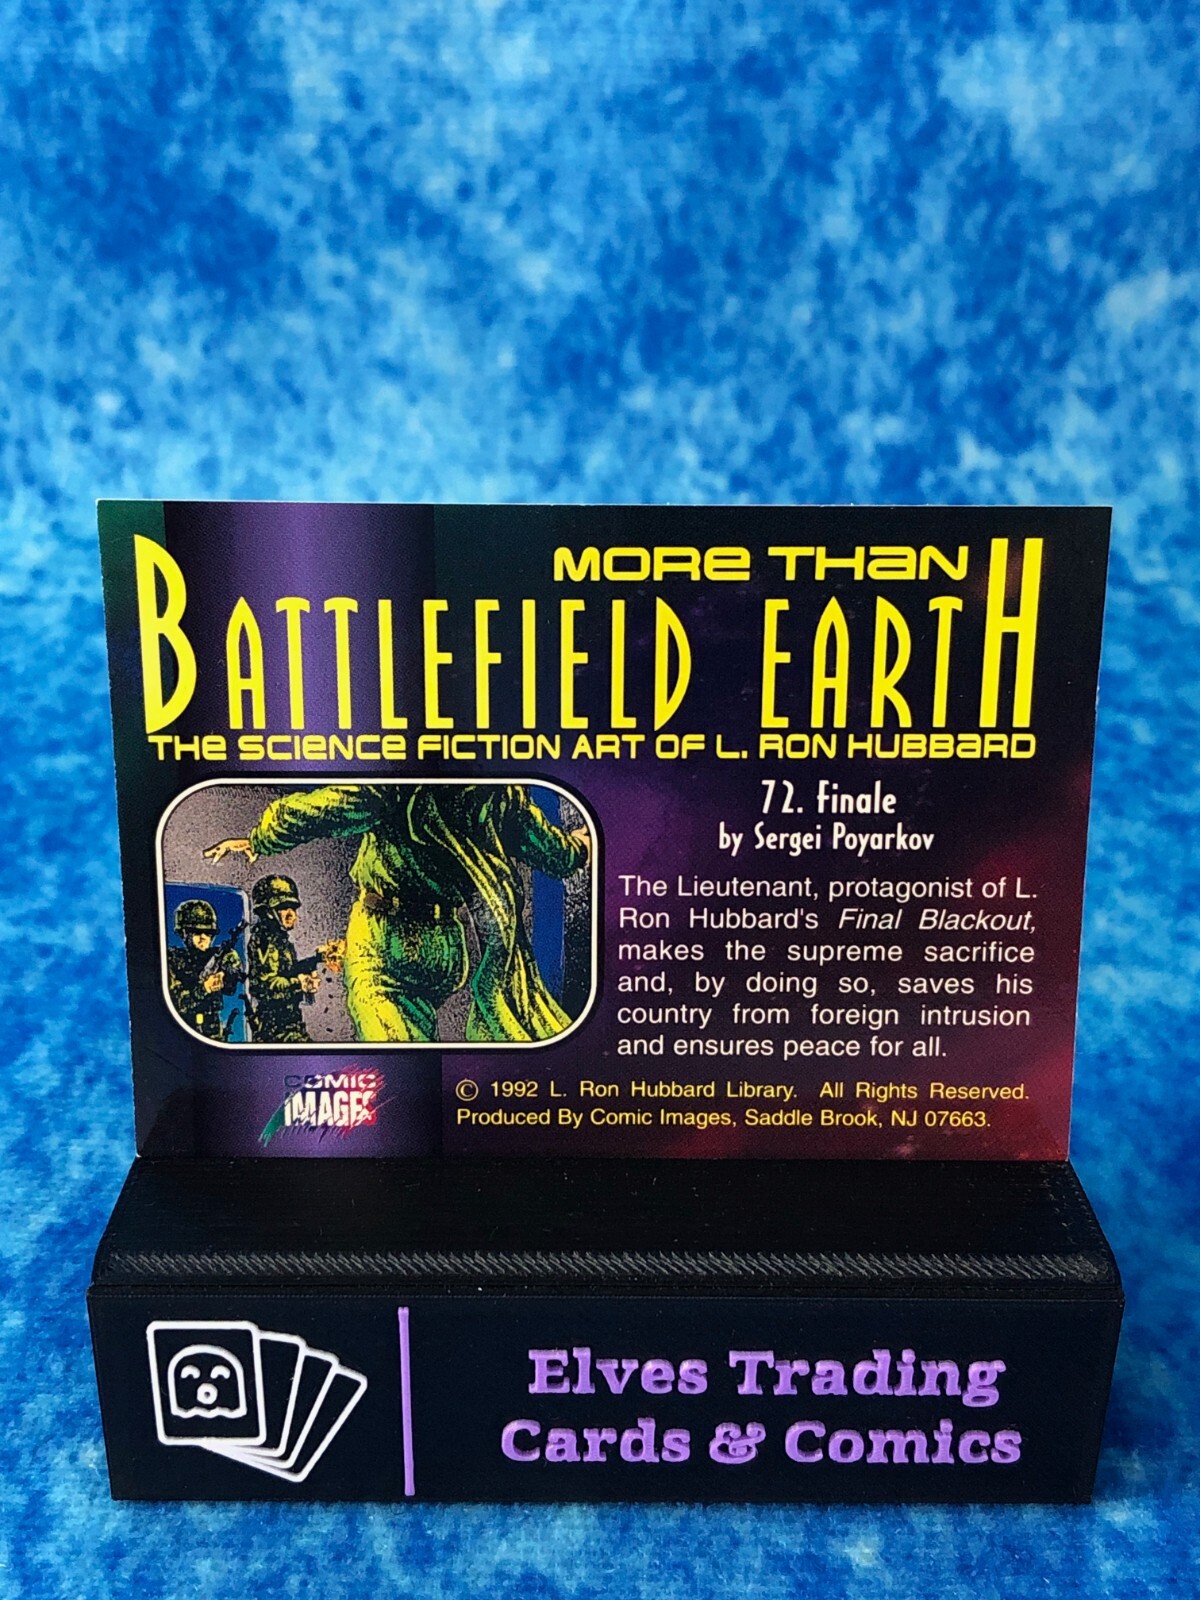 MORE THAN
BATTLEFIELD EARTH
THE SCIENCE FICTION ART OF L. RON HUBBARD
72. Finale
by Sergei Poyarkov
The Lieutenant, protagonist of L.
Ron Hubbard's Final Blackout,
makes the supreme sacrifice
and, by doing so, saves his
country from foreign intrusion
and ensures peace for all.
COMIC
IMAGES
© 1992 L. Ron Hubbard Library. All Rights Reserved.
Produced By Comic Images, Saddle Brook, NJ 07663.
Elves Trading
Cards & Comics